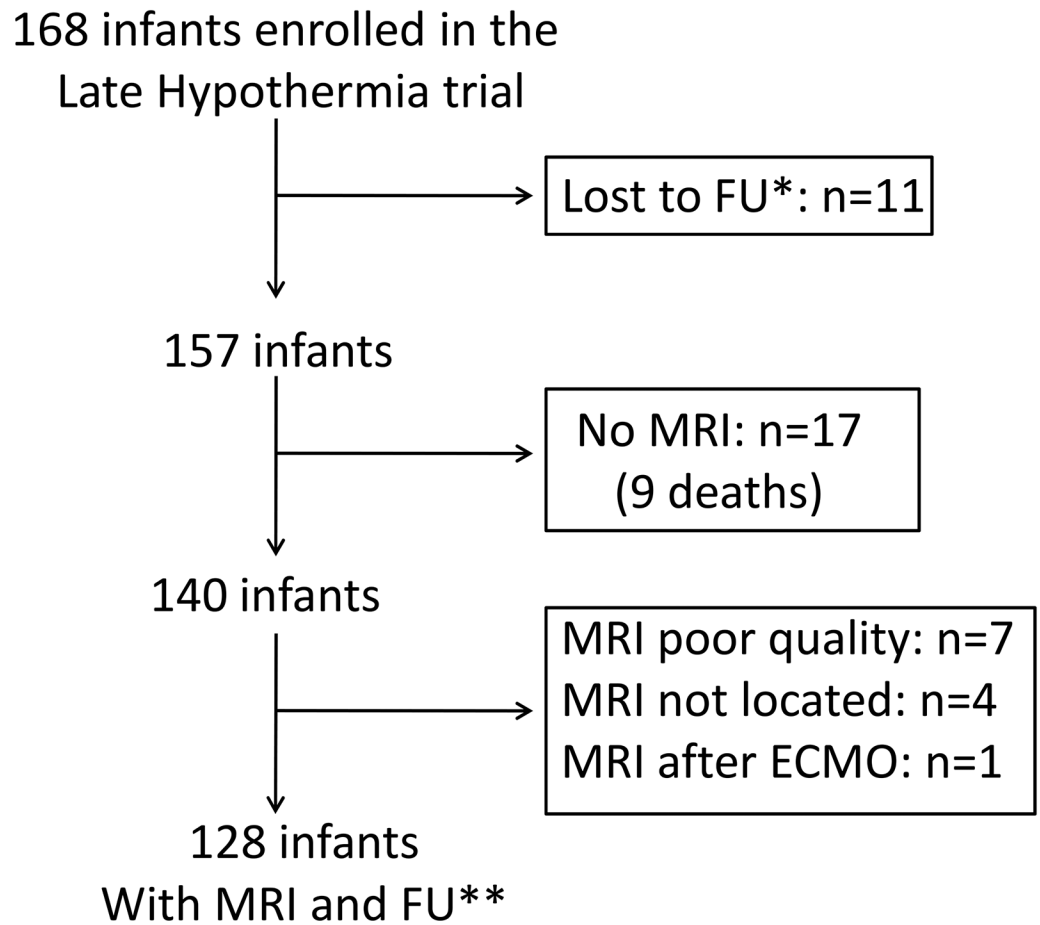 168 infants enrolled in the
Late Hypothermia trial
Lost to FU*: n=11
157 infants
No MRI: n=17
(9 deaths)
140 infants
MRI poor quality: n=7
MRI not located: n=4
MRI after ECMO: n=1
128 infants
With MRI and FU**